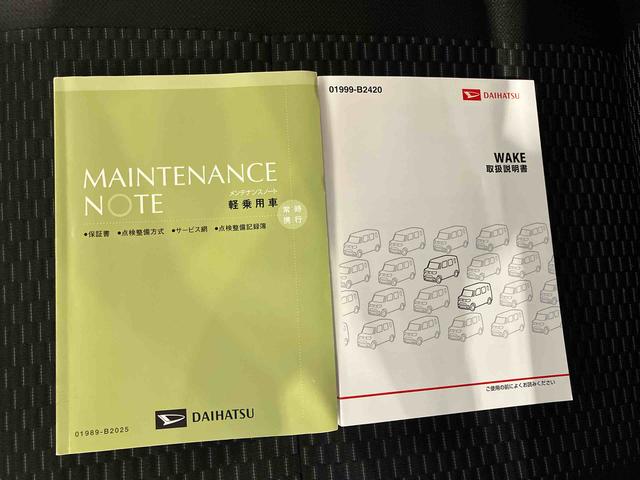 MAINTENANCE
NOTE
メンテナンスノート
軽乗用車
常時
携行
●保証書 ●点検整備方式 ●サービス網 ●点検整備記録簿
DAIHATSU
01989-B2025
01999-B2420
DAIHATSU
WAKE
取扱説明書
ご使用の前によくお読みください